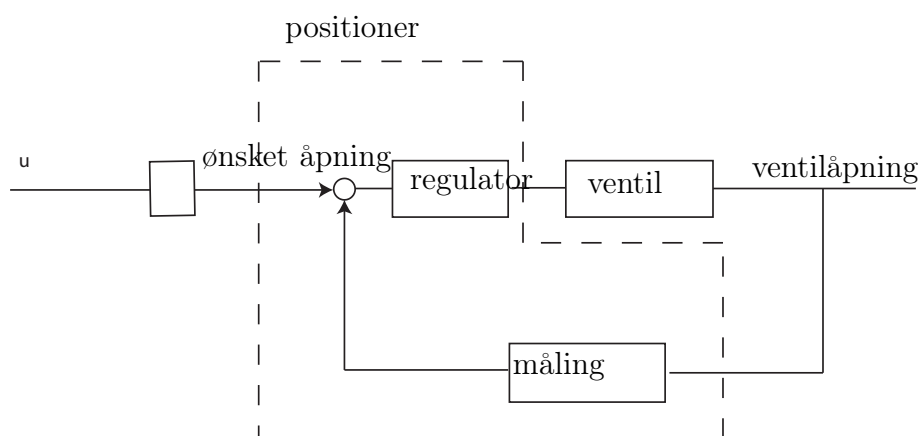 positioner
u
ønsket åpning
regulator
ventil
ventilåpning
måling